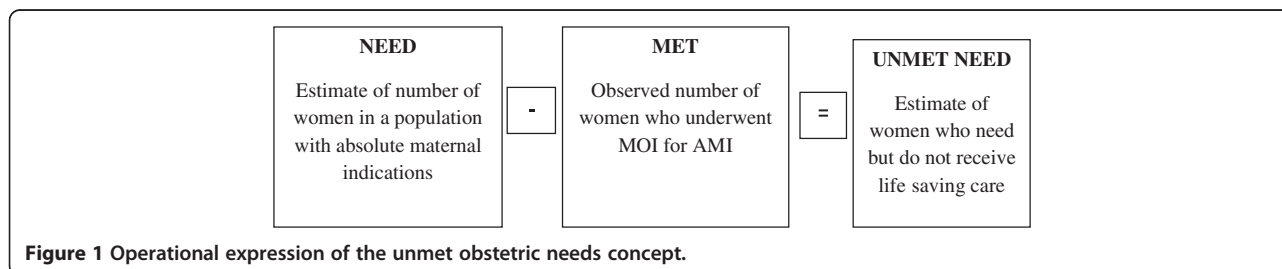 NEED
Estimate of number of
women in a population
with absolute maternal
indications
-
MET
Observed number of
women who underwent
MOI for AMI
=
UNMET NEED
Estimate of
women who need
but do not receive
life saving care
Figure 1 Operational expression of the unmet obstetric needs concept.